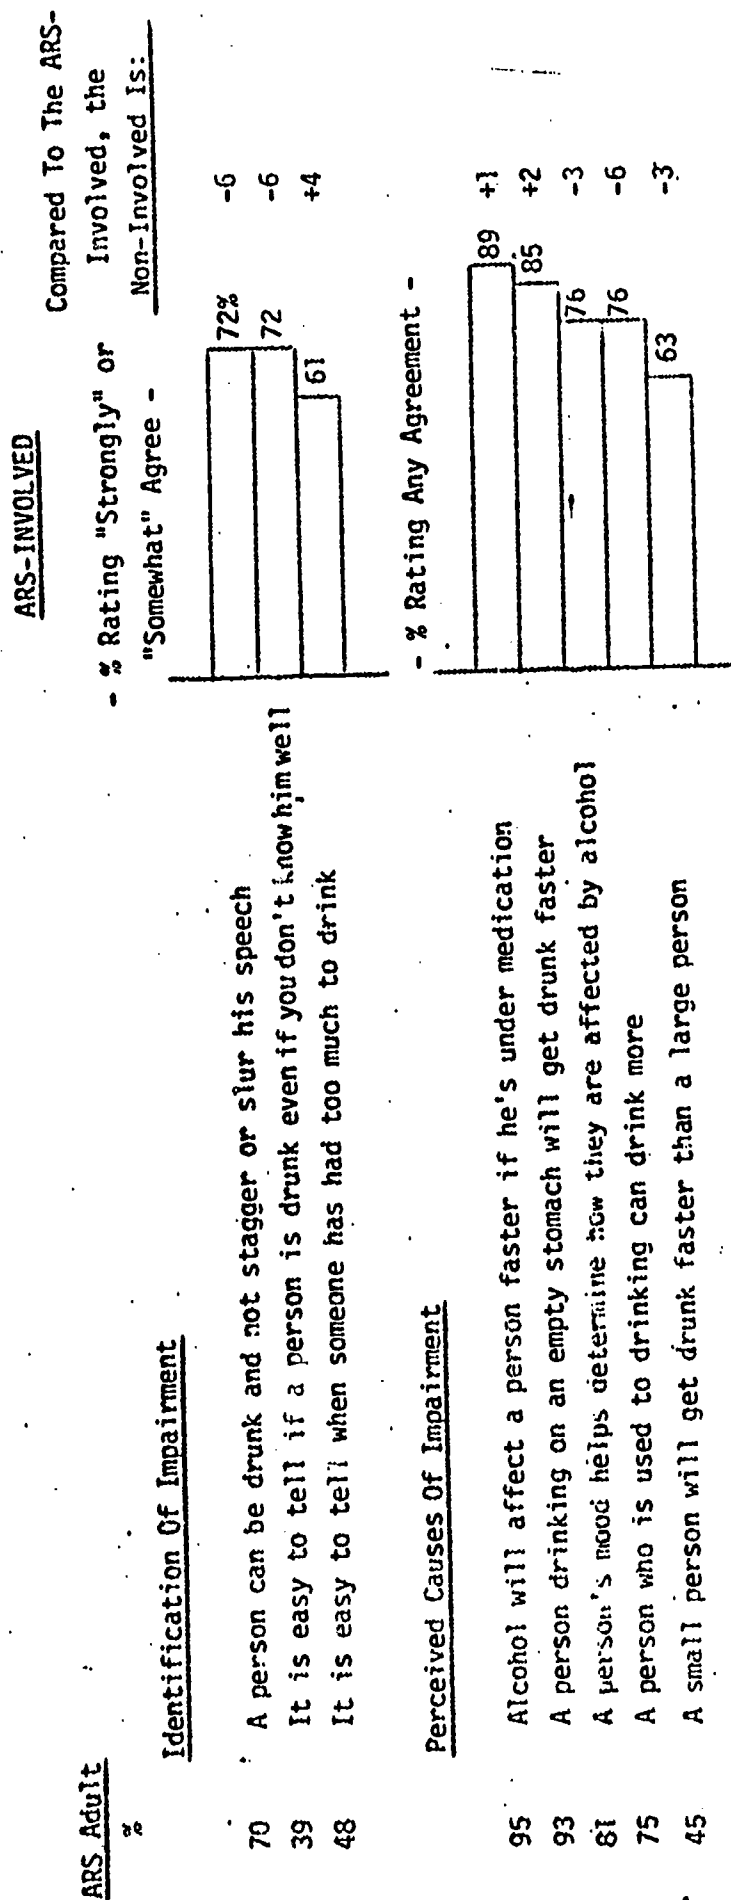 ARS-INVOLVED
Compared To The ARS-
Involved, the
Non-Involved Is:
ARS Adult
%
- % Rating "Strongly" or
"Somewhat" Agree -
Identification Of Impairment
70 A person can be drunk and not stagger or slur his speech 72% -6
39 It is easy to tell if a person is drunk even if you don't know him well 72 -6
48 It is easy to tell when someone has had too much to drink 61 +4
- % Rating Any Agreement -
Perceived Causes Of Impairment
95 Alcohol will affect a person faster if he's under medication 89 +1
93 A person drinking on an empty stomach will get drunk faster 85 +2
81 A person's mood helps determine how they are affected by alcohol 76 -3
75 A person who is used to drinking can drink more 76 -6
45 A small person will get drunk faster than a large person 63 -3